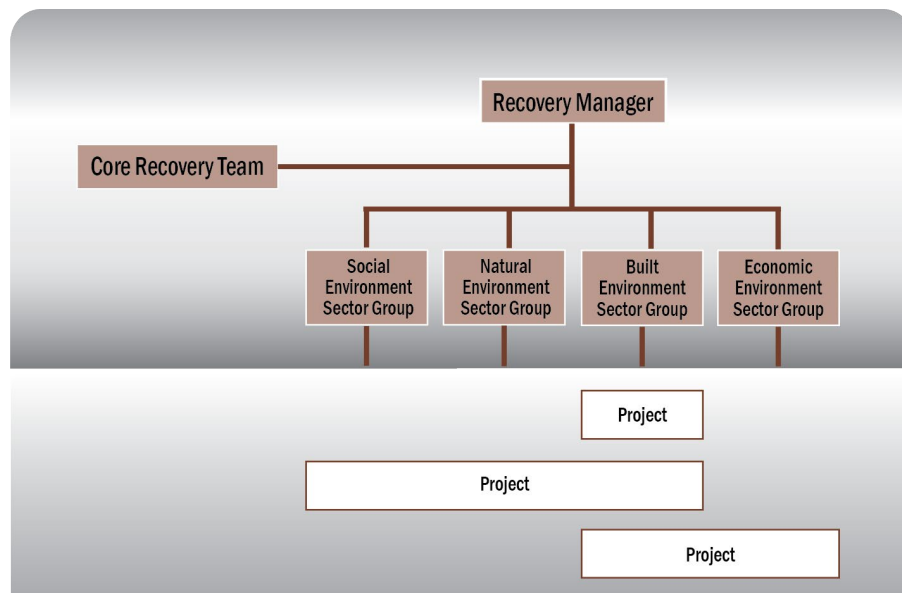 Recovery Manager
Core Recovery Team
Social
Environment
Sector Group
Natural
Environment
Sector Group
Built
Environment
Sector Group
Economic
Environment
Sector Group
Project
Project
Project